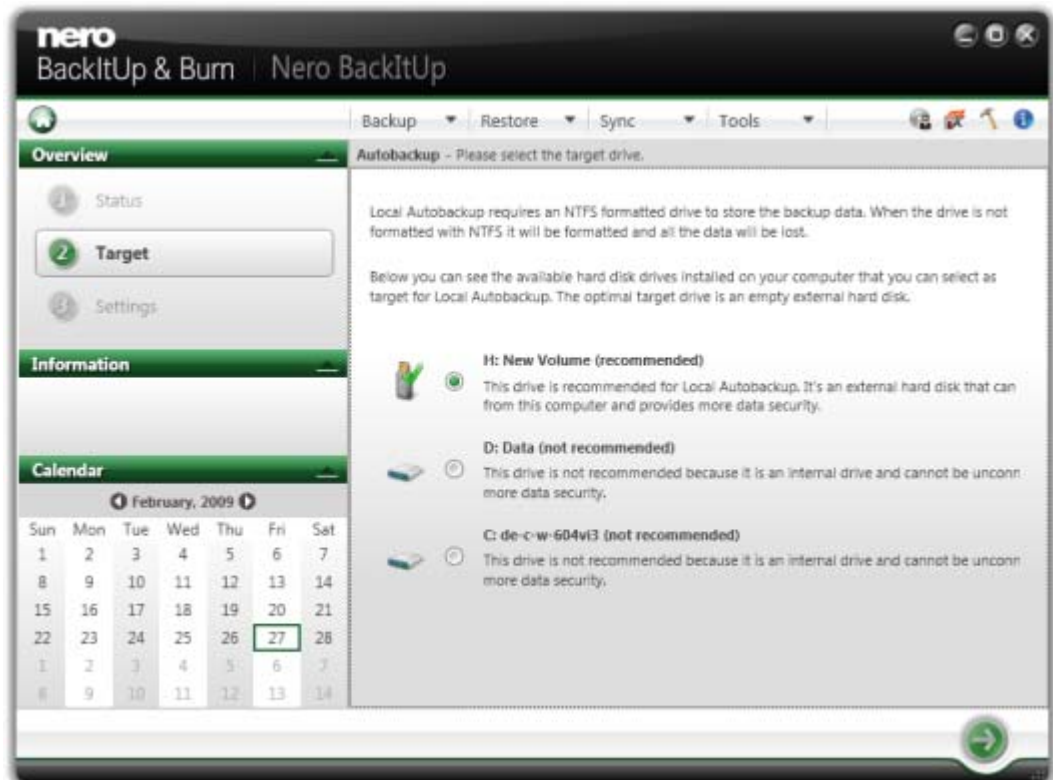 nero
BackItUp & Burn | Nero BackItUp
Backup Restore Sync Tools
Overview
1 Status
2 Target
3 Settings
Information
Calendar
February, 2009
Sun Mon Tue Wed Thu Fri Sat
1 2 3 4 5 6 7
8 9 10 11 12 13 14
15 16 17 18 19 20 21
22 23 24 25 26 27 28
1 2 3 4 5 6 7
8 9 10 11 12 13 14
Autobackup - Please select the target drive.
Local Autobackup requires an NTFS formatted drive to store the backup data. When the drive is not
formatted with NTFS it will be formatted and all the data will be lost.
Below you can see the available hard disk drives installed on your computer that you can select as
target for Local Autobackup. The optimal target drive is an empty external hard disk.
H: New Volume (recommended)
This drive is recommended for Local Autobackup. It's an external hard disk that can
from this computer and provides more data security.
D: Data (not recommended)
This drive is not recommended because it is an internal drive and cannot be unconn
more data security.
C: de-c-w-604vi3 (not recommended)
This drive is not recommended because it is an internal drive and cannot be unconn
more data security.